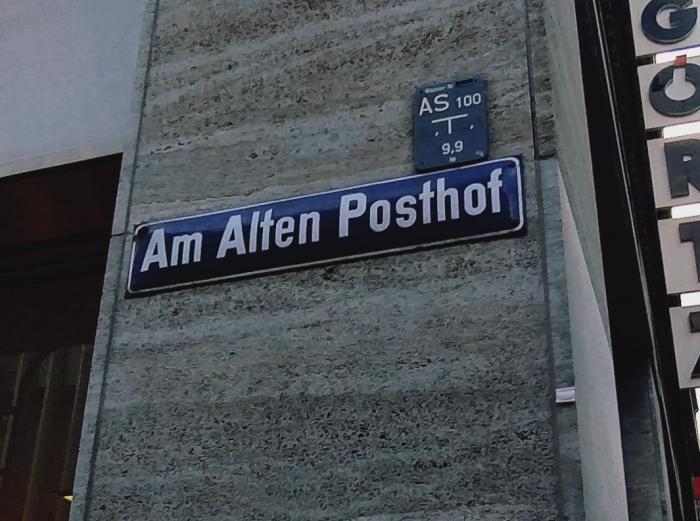 AS 100
9,9
Am Alten Posthof
G
Ö
R
T
Z